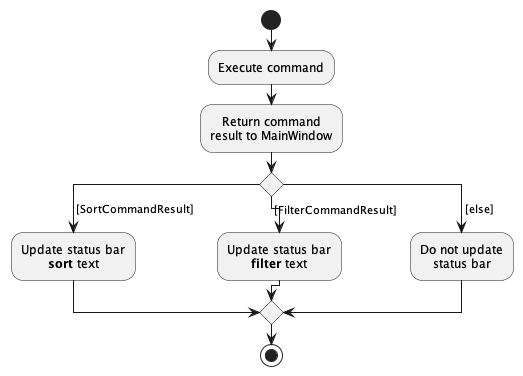 Execute command
Return command
result to MainWindow
[SortCommandResult]
[FilterCommandResult]
[else]
Update status bar
sort text
Update status bar
filter text
Do not update
status bar